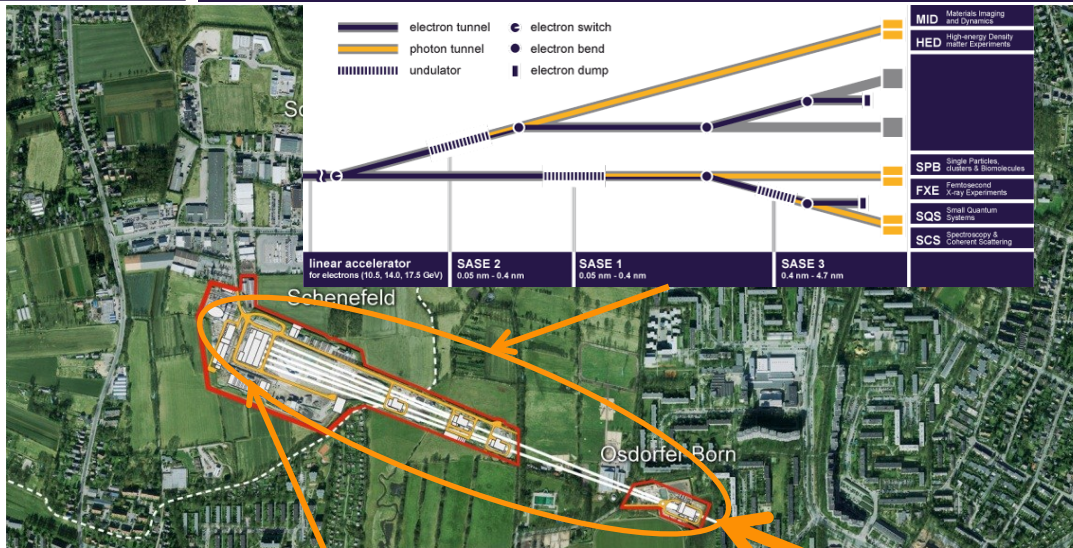 electron tunnel
electron switch
photon tunnel
electron bend
undulator
electron dump
MID Materials Imaging
and Dynamics
HED High-energy Density
matter Experiments
SPB Single Particles,
clusters & Biomolecules
FXE Femtosecond
X-ray Experiments
SQS Small Quantum
Systems
SCS Spectroscopy &
Coherent Scattering
linear accelerator
for electrons (10.5, 14.0, 17.5 GeV)
SASE 2
0.05 nm - 0.4 nm
SASE 1
0.05 nm - 0.4 nm
SASE 3
0.4 nm - 4.7 nm
Sc
Schenefeld
Osdorfer Born